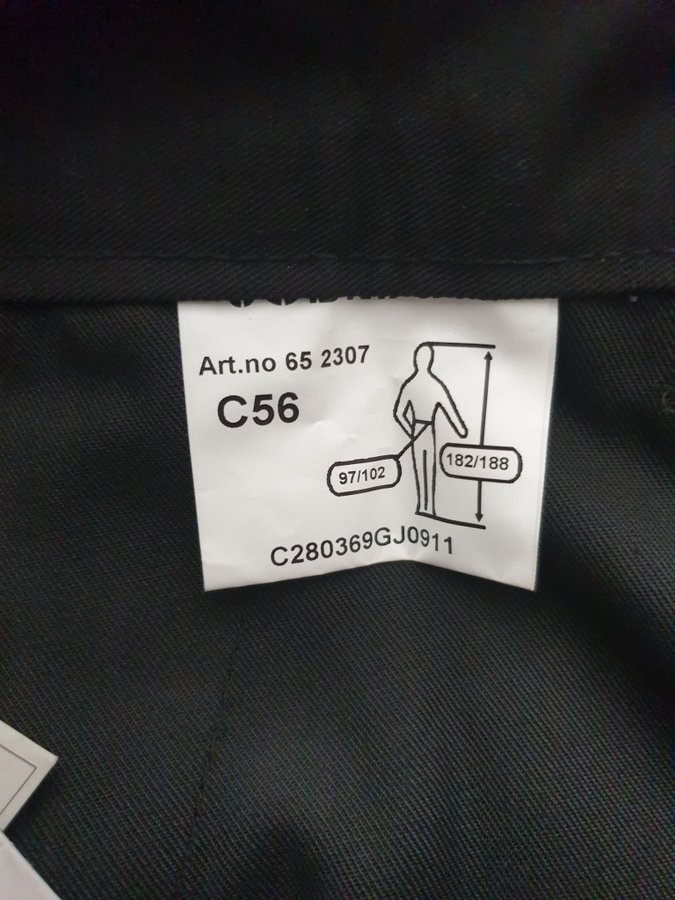 Art.no 65 2307
C56
97/102
182/188
C280369GJ0911